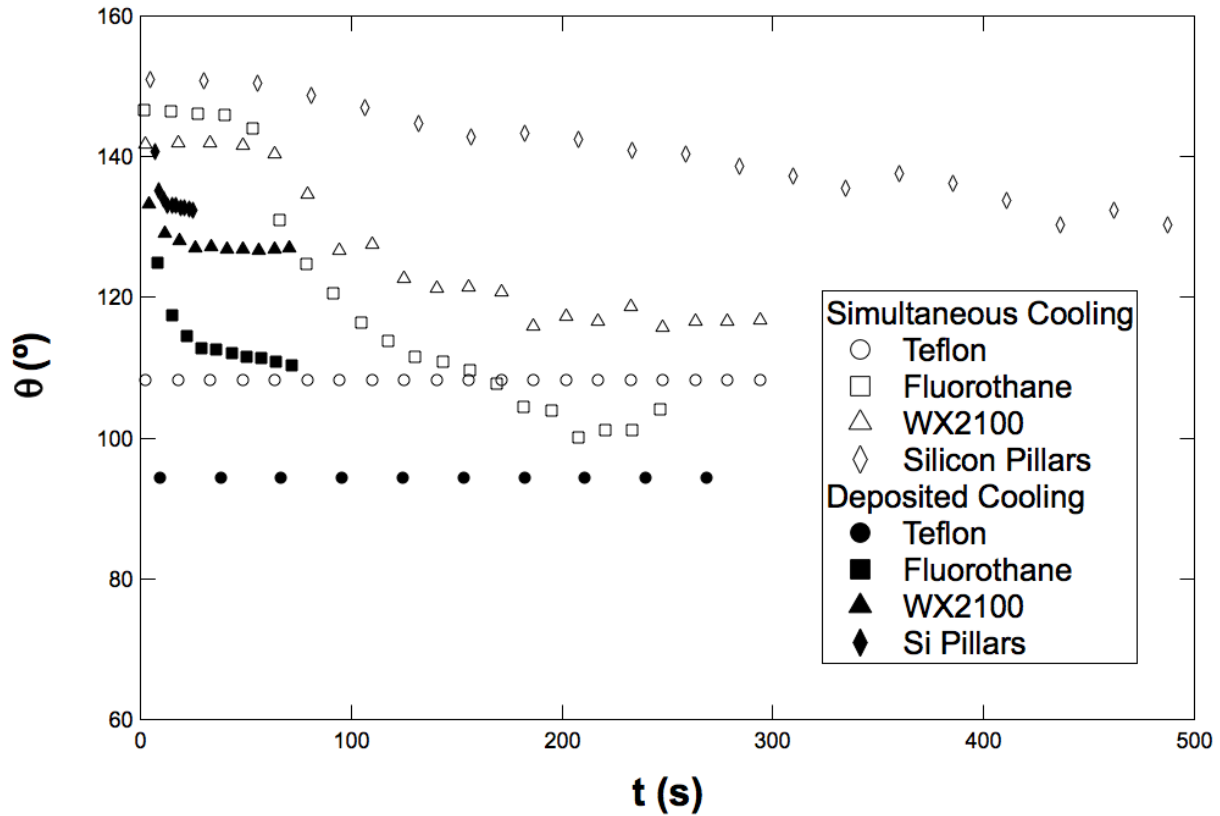 160
140
120
100
80
60
θ (º)
0 100 200 300 400 500
t (s)
Simultaneous Cooling
Teflon
Fluorothane
WX2100
Silicon Pillars
Deposited Cooling
Teflon
Fluorothane
WX2100
Si Pillars